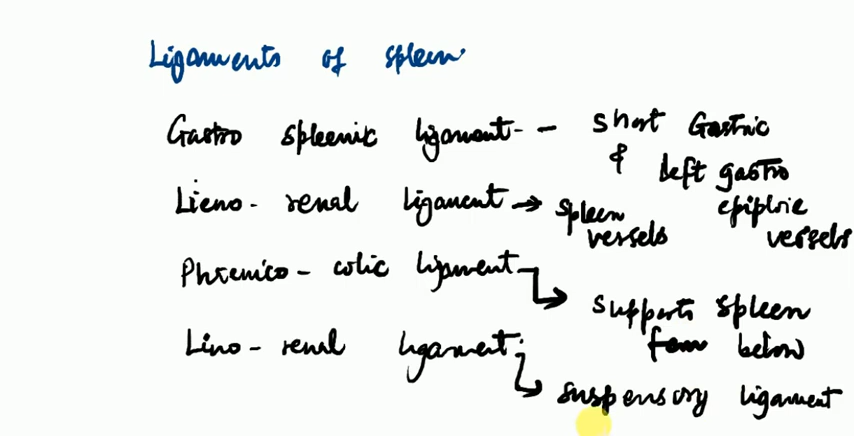 Ligaments of spleen
Gastro spleenic ligament - short Gastric
& left gastro
epiploic
vessels
Lieno-renal ligament → spleen
vessels
Phrenico-colic ligament → supports spleen
from below
Lino-renal ligament → suspensory ligament